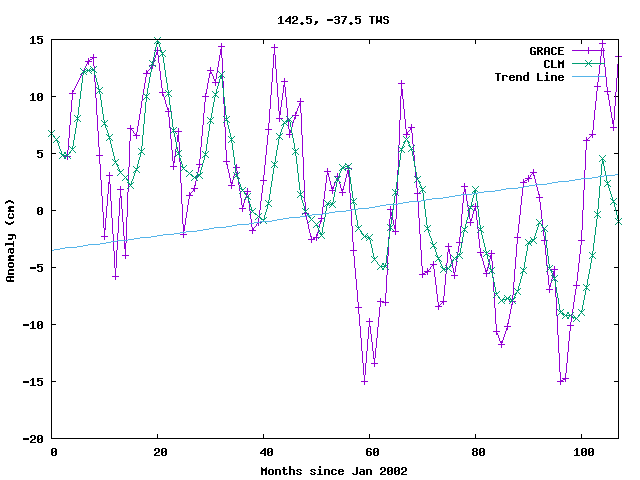 142.5, -37.5 TWS
GRACE
CLM
Trend Line
15
10
5
0
-5
-10
-15
-20
Anomaly (cm)
0 20 40 60 80 100
Months since Jan 2002